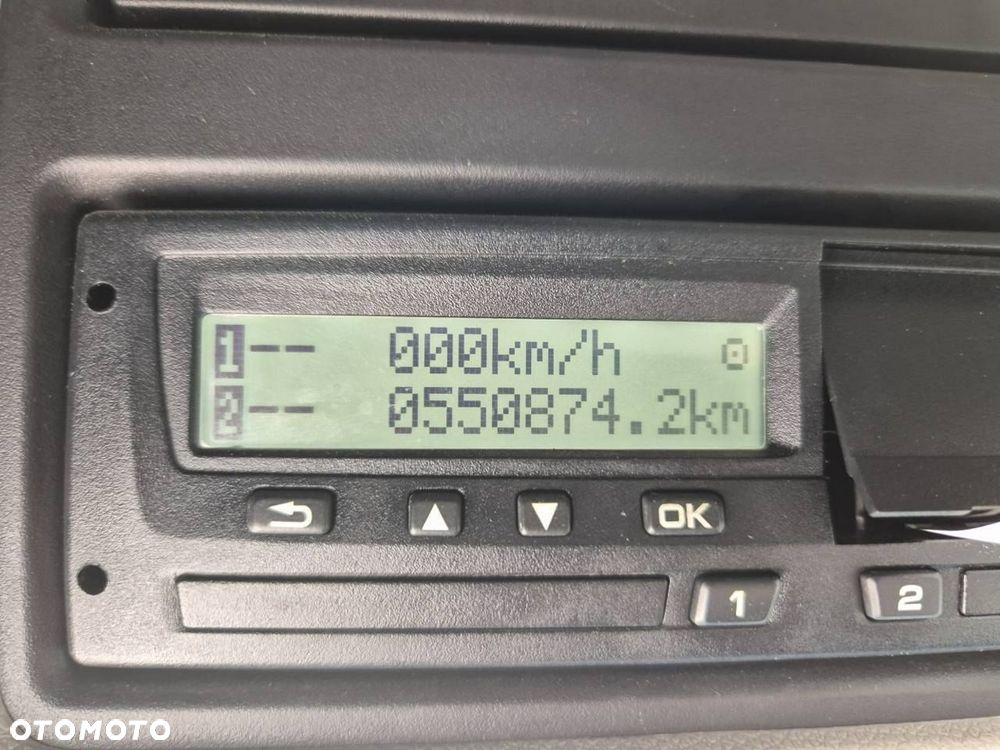 1-- 000km/h
2-- 0550874.2km
▲ ▼ OK
1 2
OTOMOTO